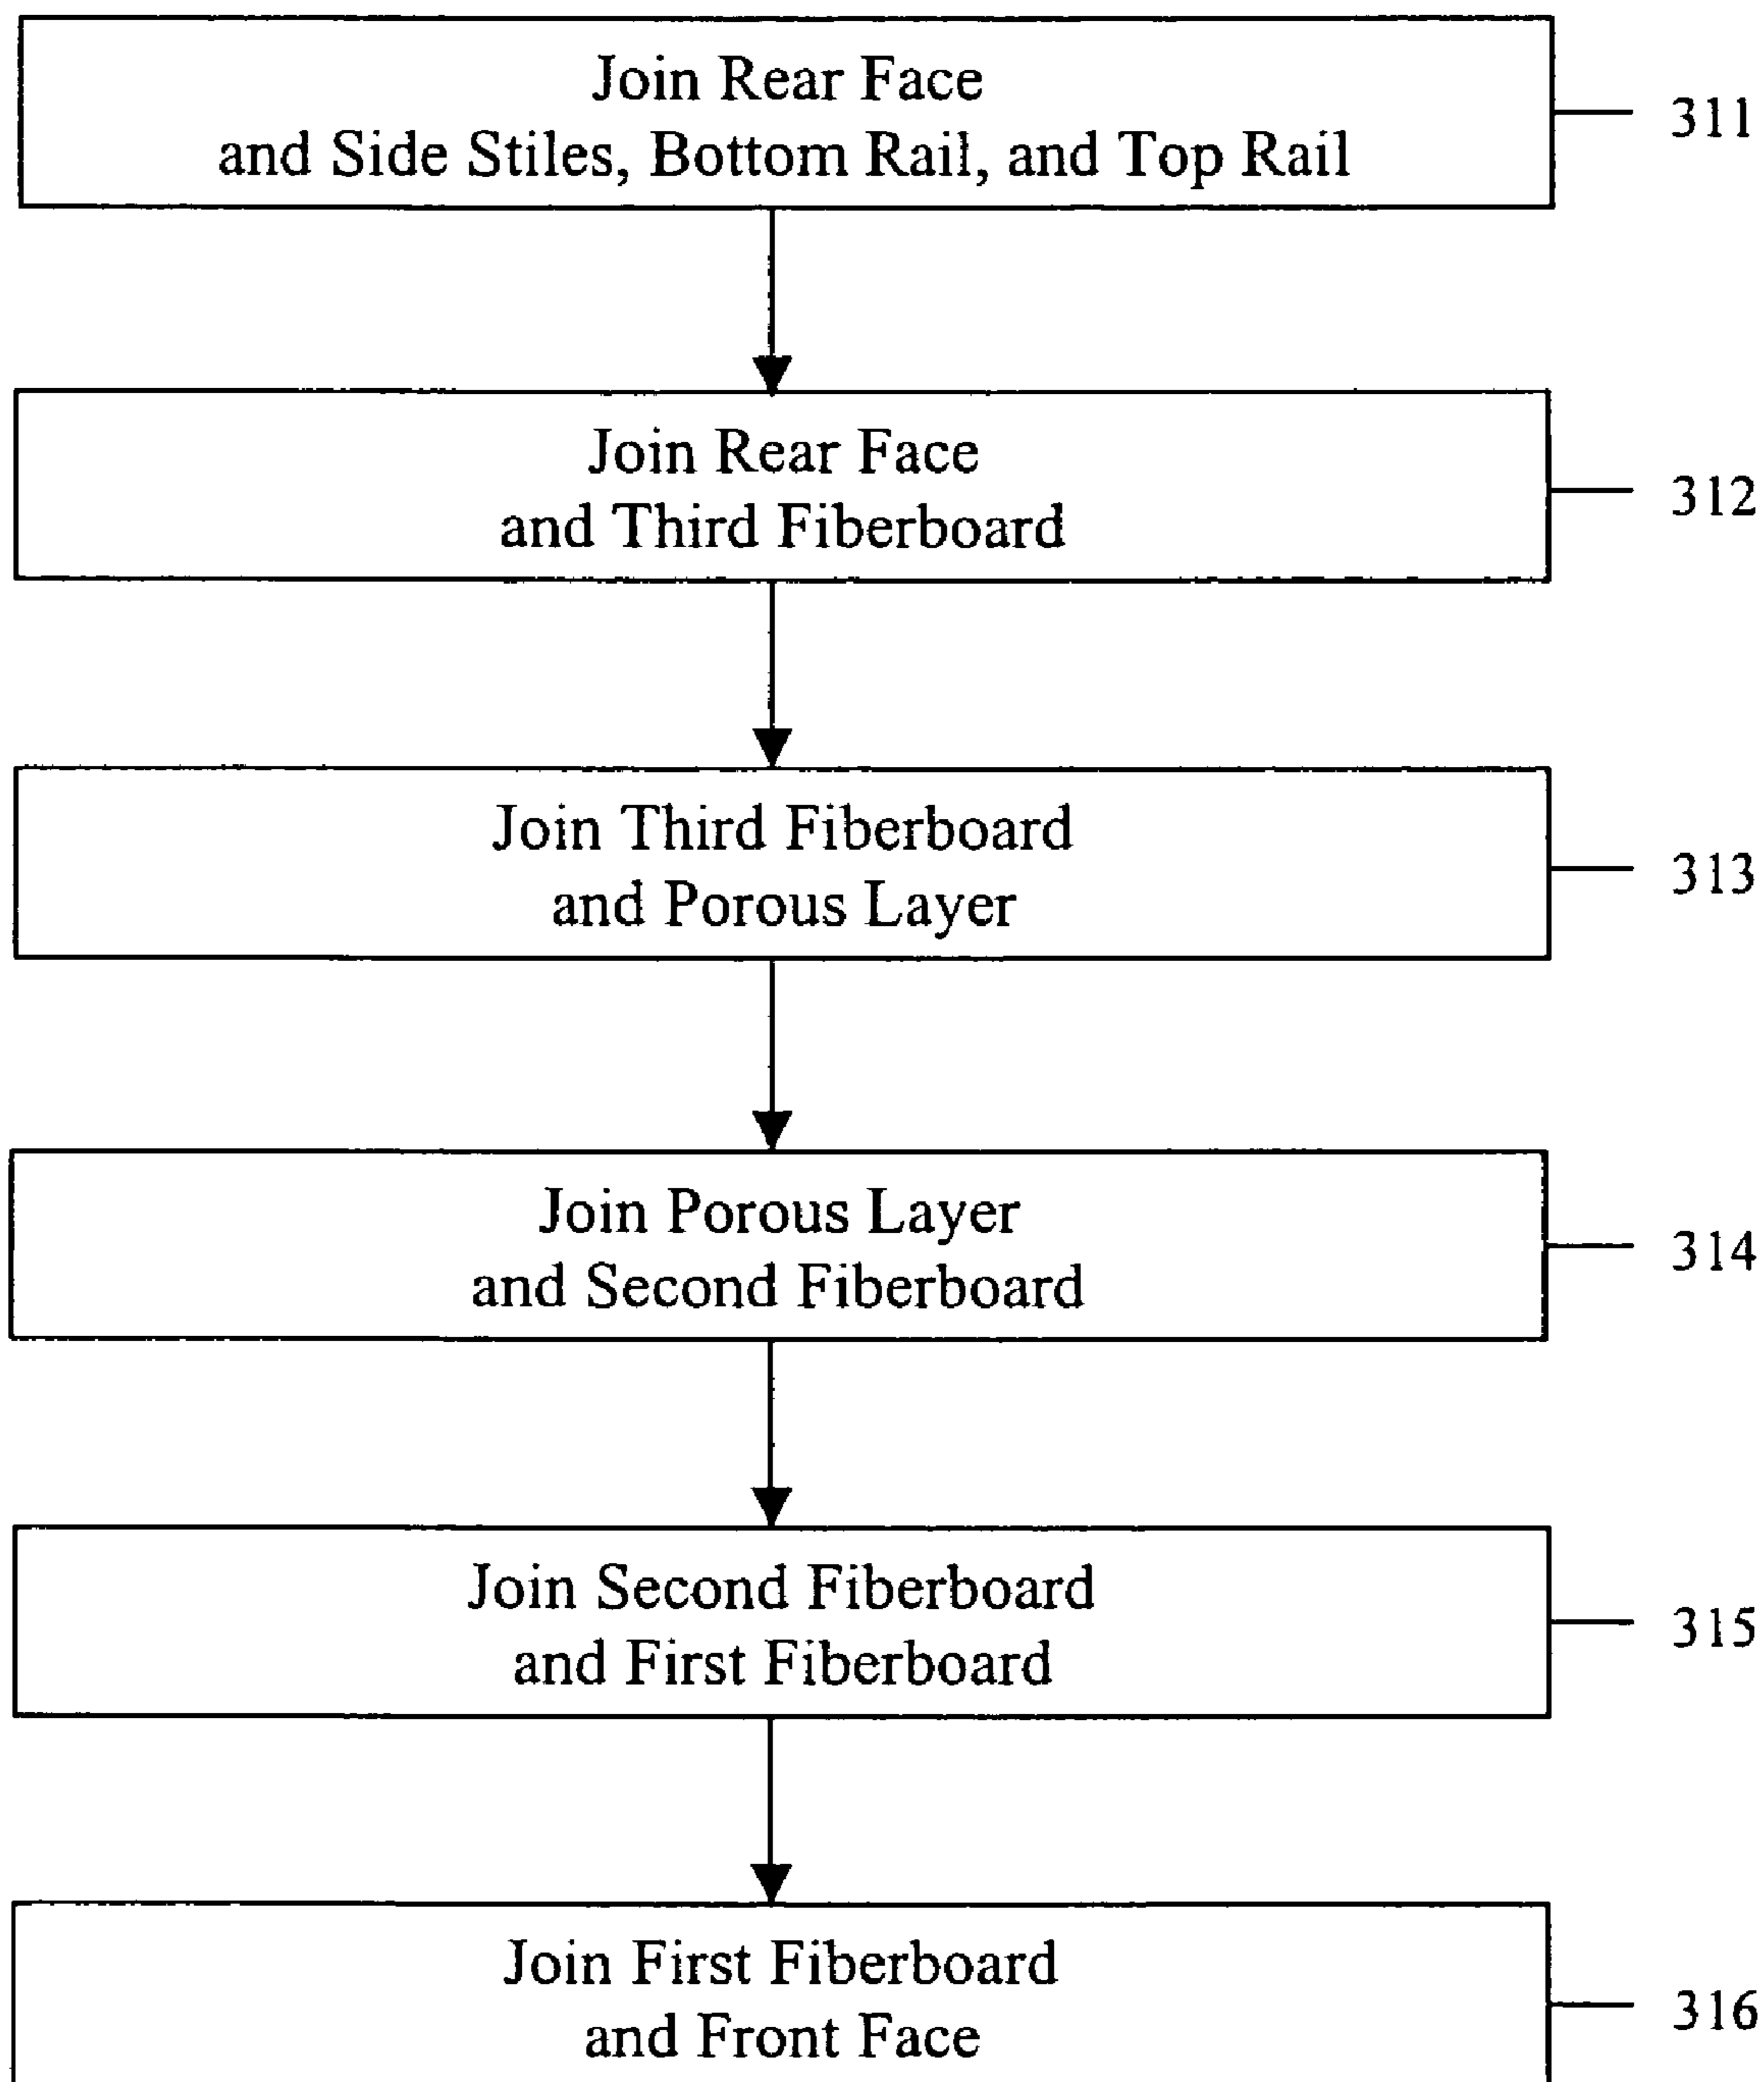 Join Rear Face
and Side Stiles, Bottom Rail, and Top Rail
311
Join Rear Face
and Third Fiberboard
312
Join Third Fiberboard
and Porous Layer
313
Join Porous Layer
and Second Fiberboard
314
Join Second Fiberboard
and First Fiberboard
315
Join First Fiberboard
and Front Face
316